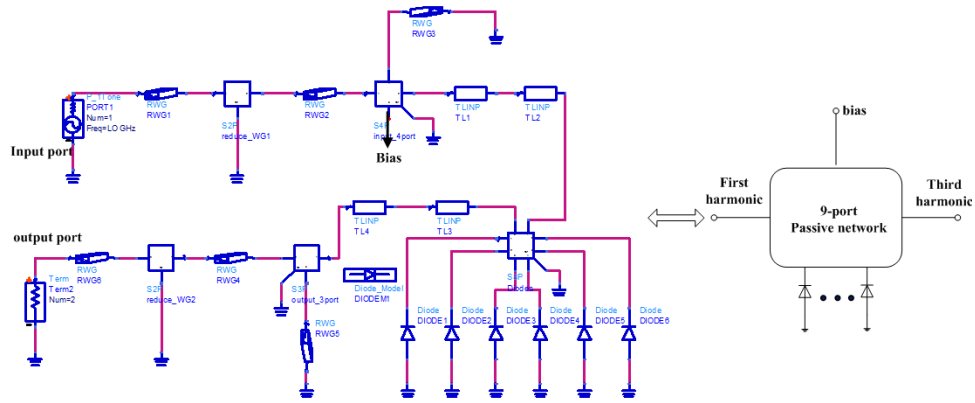 RWG
RWG3
P_1Tone
PORT1
Num=1
Freq=LO GHz
Input port
RWG
RWG1
S2P
reduce_WG1
RWG
RWG2
S4P
input_4port
Bias
TLINP
TL1
TLINP
TL2
output port
Term
Term2
Num=2
RWG
RWG6
S2P
reduce_WG2
RWG
RWG4
S3P
output_3port
RWG
RWG5
TLINP
TL4
TLINP
TL3
Diode_Model
DIODEM1
Diodes
Diode
DIODE1
Diode
DIODE2
Diode
DIODE3
Diode
DIODE4
Diode
DIODE5
Diode
DIODE6
bias
First
harmonic
9-port
Passive network
Third
harmonic